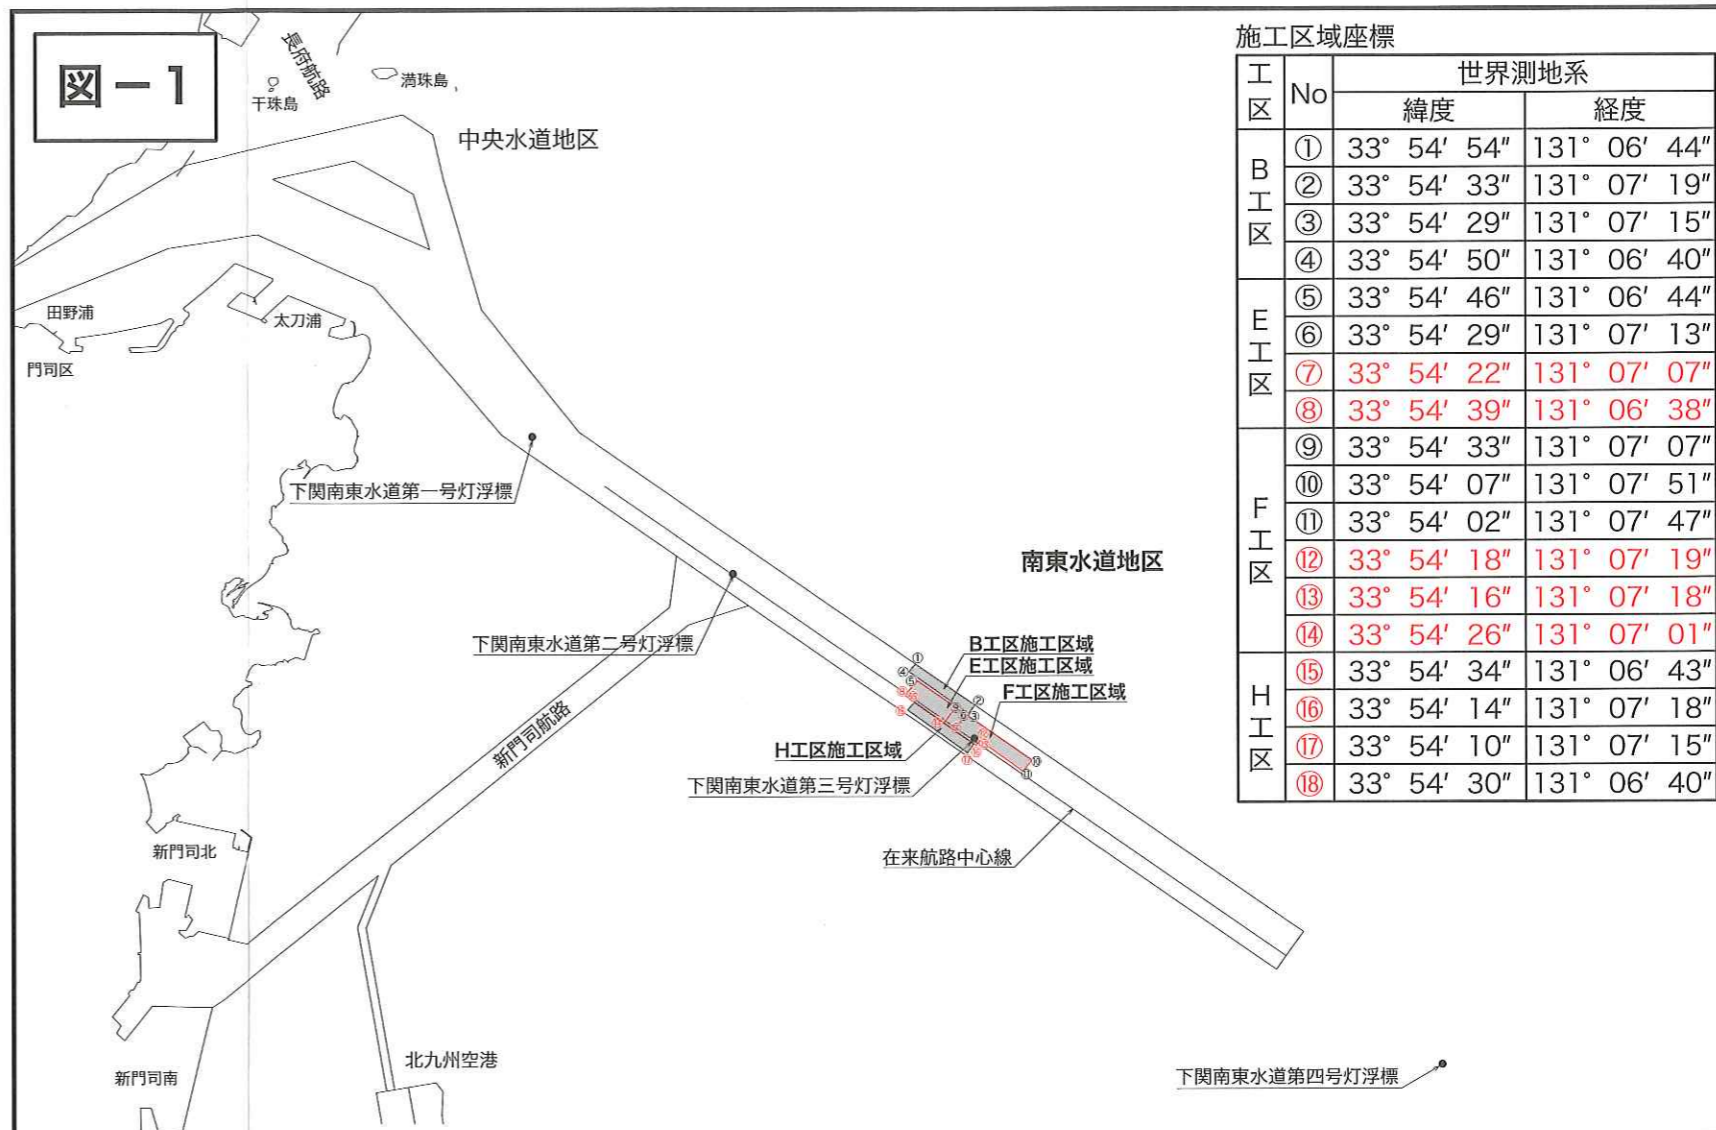 図－1
長府航路
干珠島
満珠島
中央水道地区
田野浦
太刀浦
門司区
下関南東水道第一号灯浮標
南東水道地区
下関南東水道第二号灯浮標
B工区施工区域
E工区施工区域
F工区施工区域
①
④
⑤
②
③
⑩
⑪
⑰
H工区施工区域
新門司航路
下関南東水道第三号灯浮標
在来航路中心線
新門司北
北九州空港
新門司南
下関南東水道第四号灯浮標
施工区域座標
工区 No 世界測地系
緯度 経度
B工区
① 33° 54′ 54″ 131° 06′ 44″
② 33° 54′ 33″ 131° 07′ 19″
③ 33° 54′ 29″ 131° 07′ 15″
④ 33° 54′ 50″ 131° 06′ 40″
E工区
⑤ 33° 54′ 46″ 131° 06′ 44″
⑥ 33° 54′ 29″ 131° 07′ 13″
⑦ 33° 54′ 22″ 131° 07′ 07″
⑧ 33° 54′ 39″ 131° 06′ 38″
F工区
⑨ 33° 54′ 33″ 131° 07′ 07″
⑩ 33° 54′ 07″ 131° 07′ 51″
⑪ 33° 54′ 02″ 131° 07′ 47″
⑫ 33° 54′ 18″ 131° 07′ 19″
⑬ 33° 54′ 16″ 131° 07′ 18″
⑭ 33° 54′ 26″ 131° 07′ 01″
H工区
⑮ 33° 54′ 34″ 131° 06′ 43″
⑯ 33° 54′ 14″ 131° 07′ 18″
⑰ 33° 54′ 10″ 131° 07′ 15″
⑱ 33° 54′ 30″ 131° 06′ 40″